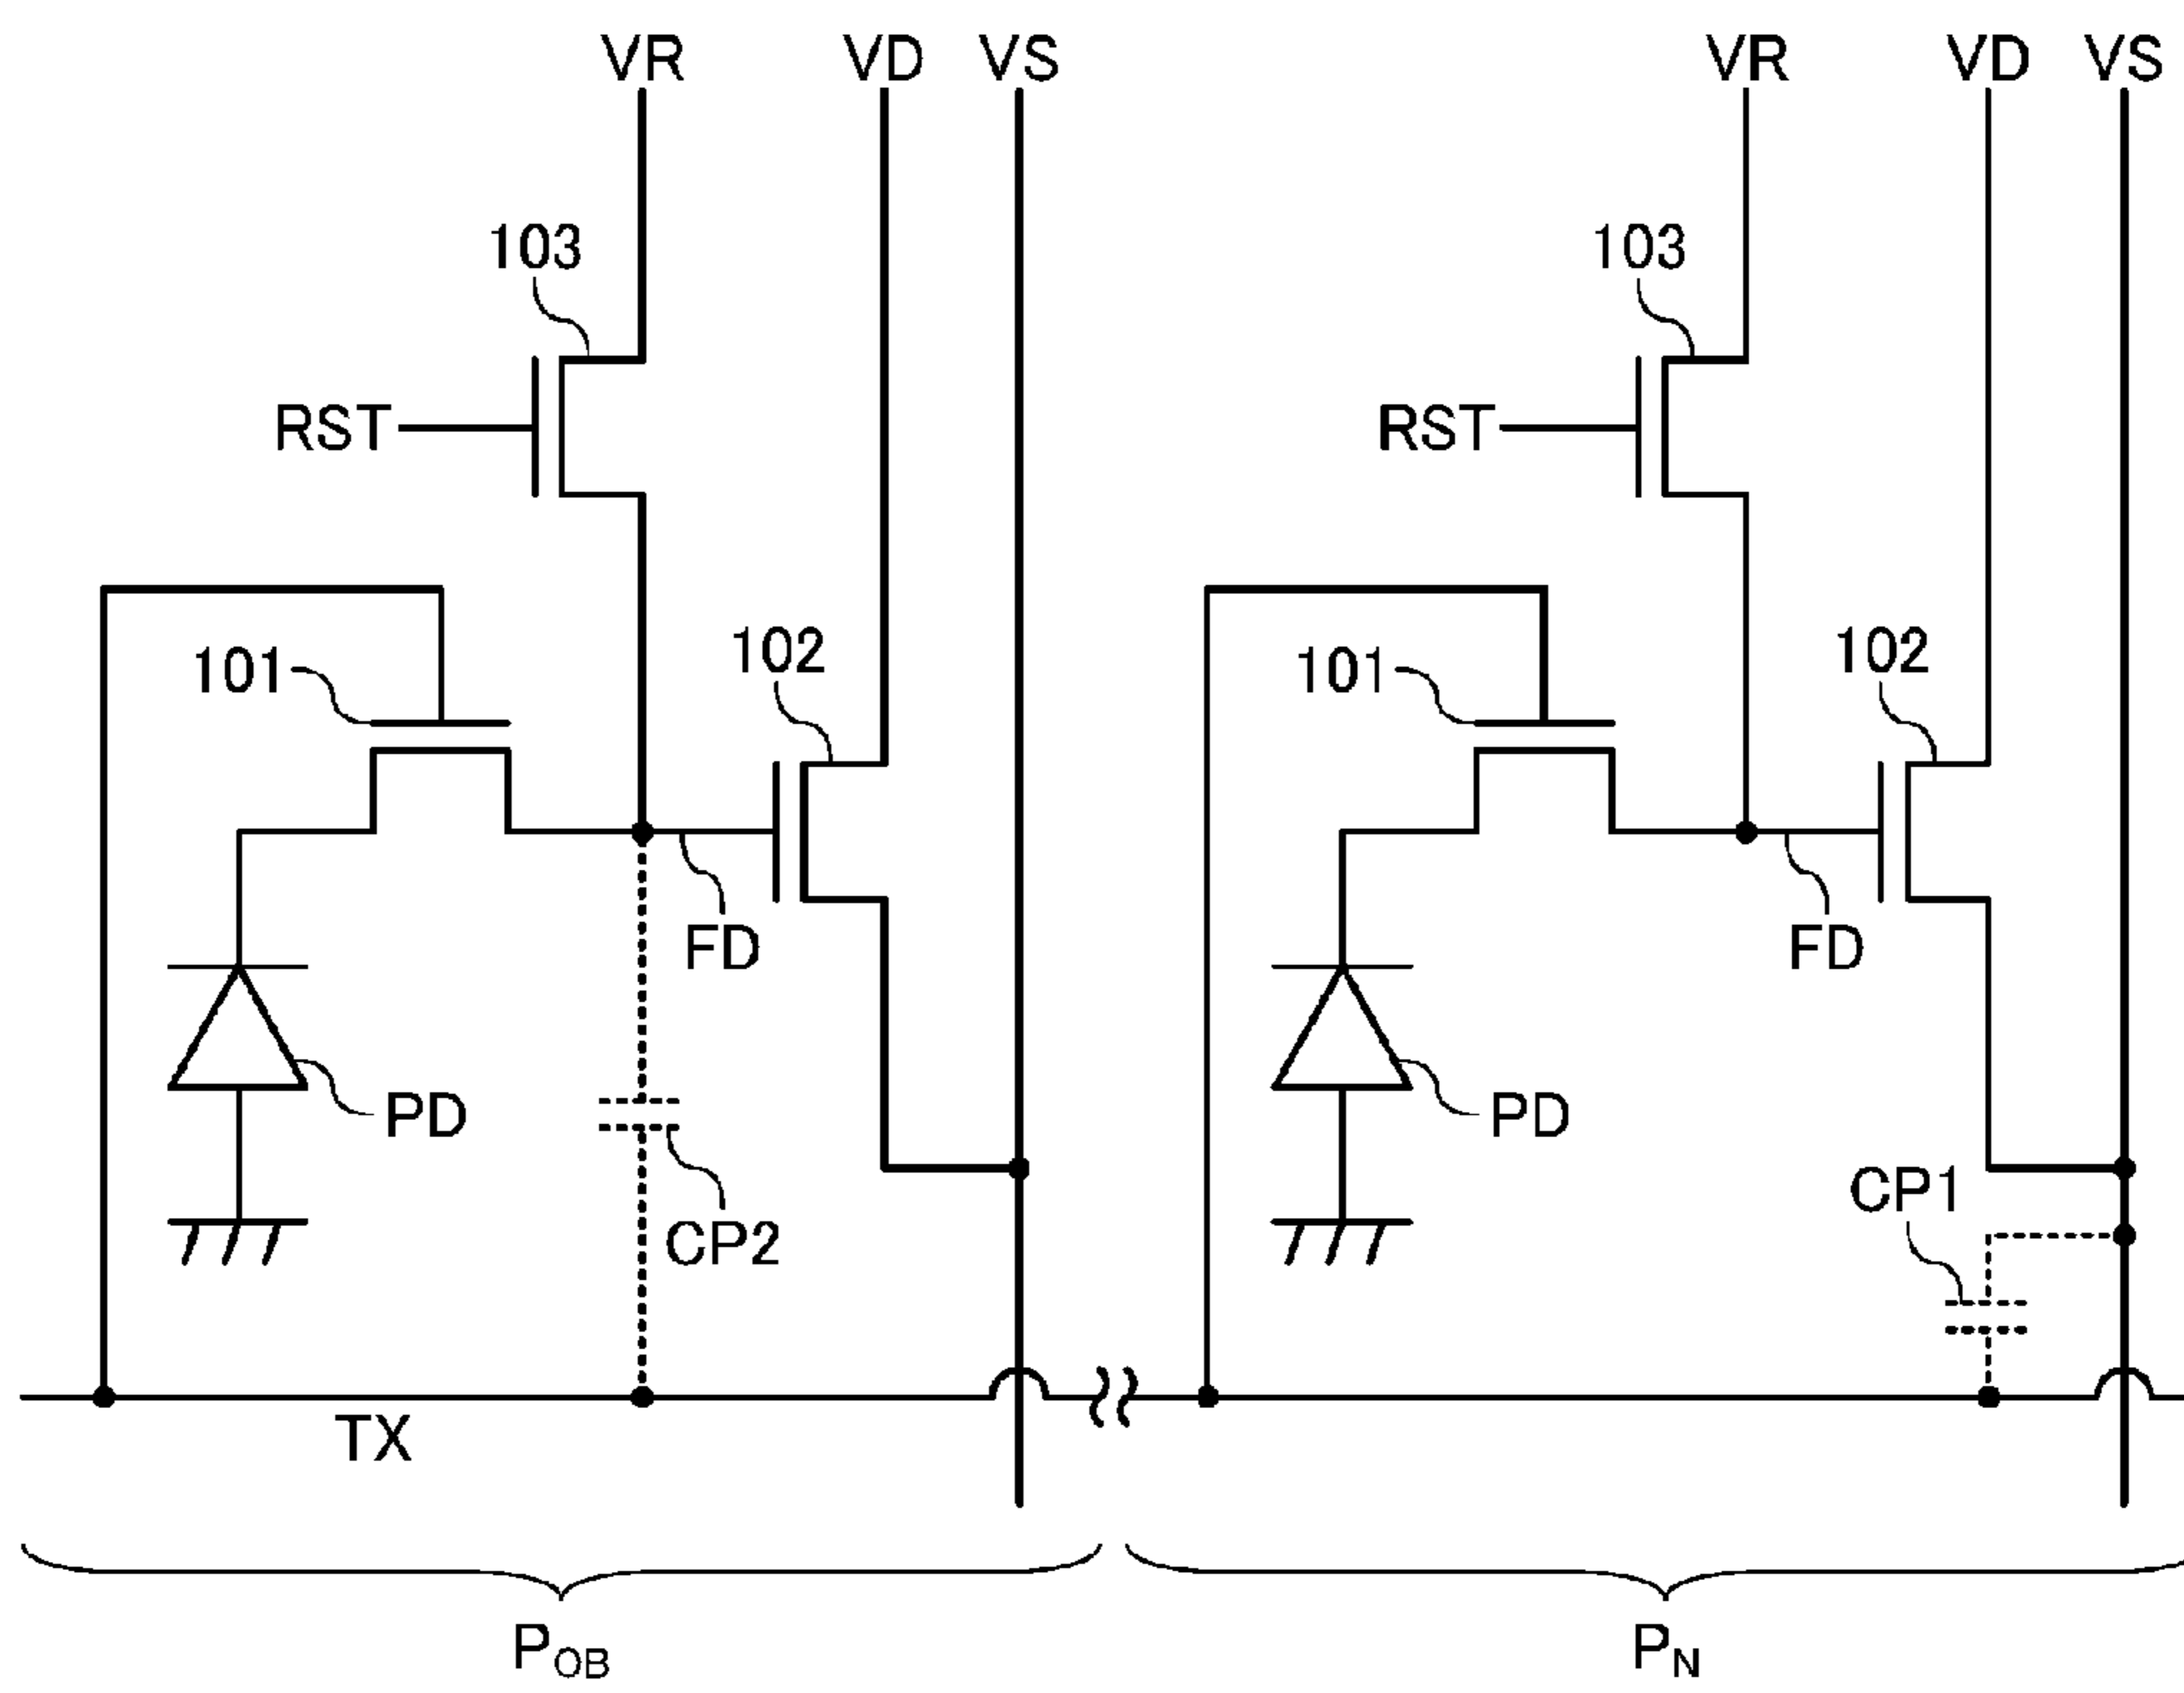 VR VD VS VR VD VS
103 103
RST RST
101 102 101 102
FD FD
PD PD
CP2 CP1
TX
POB PN